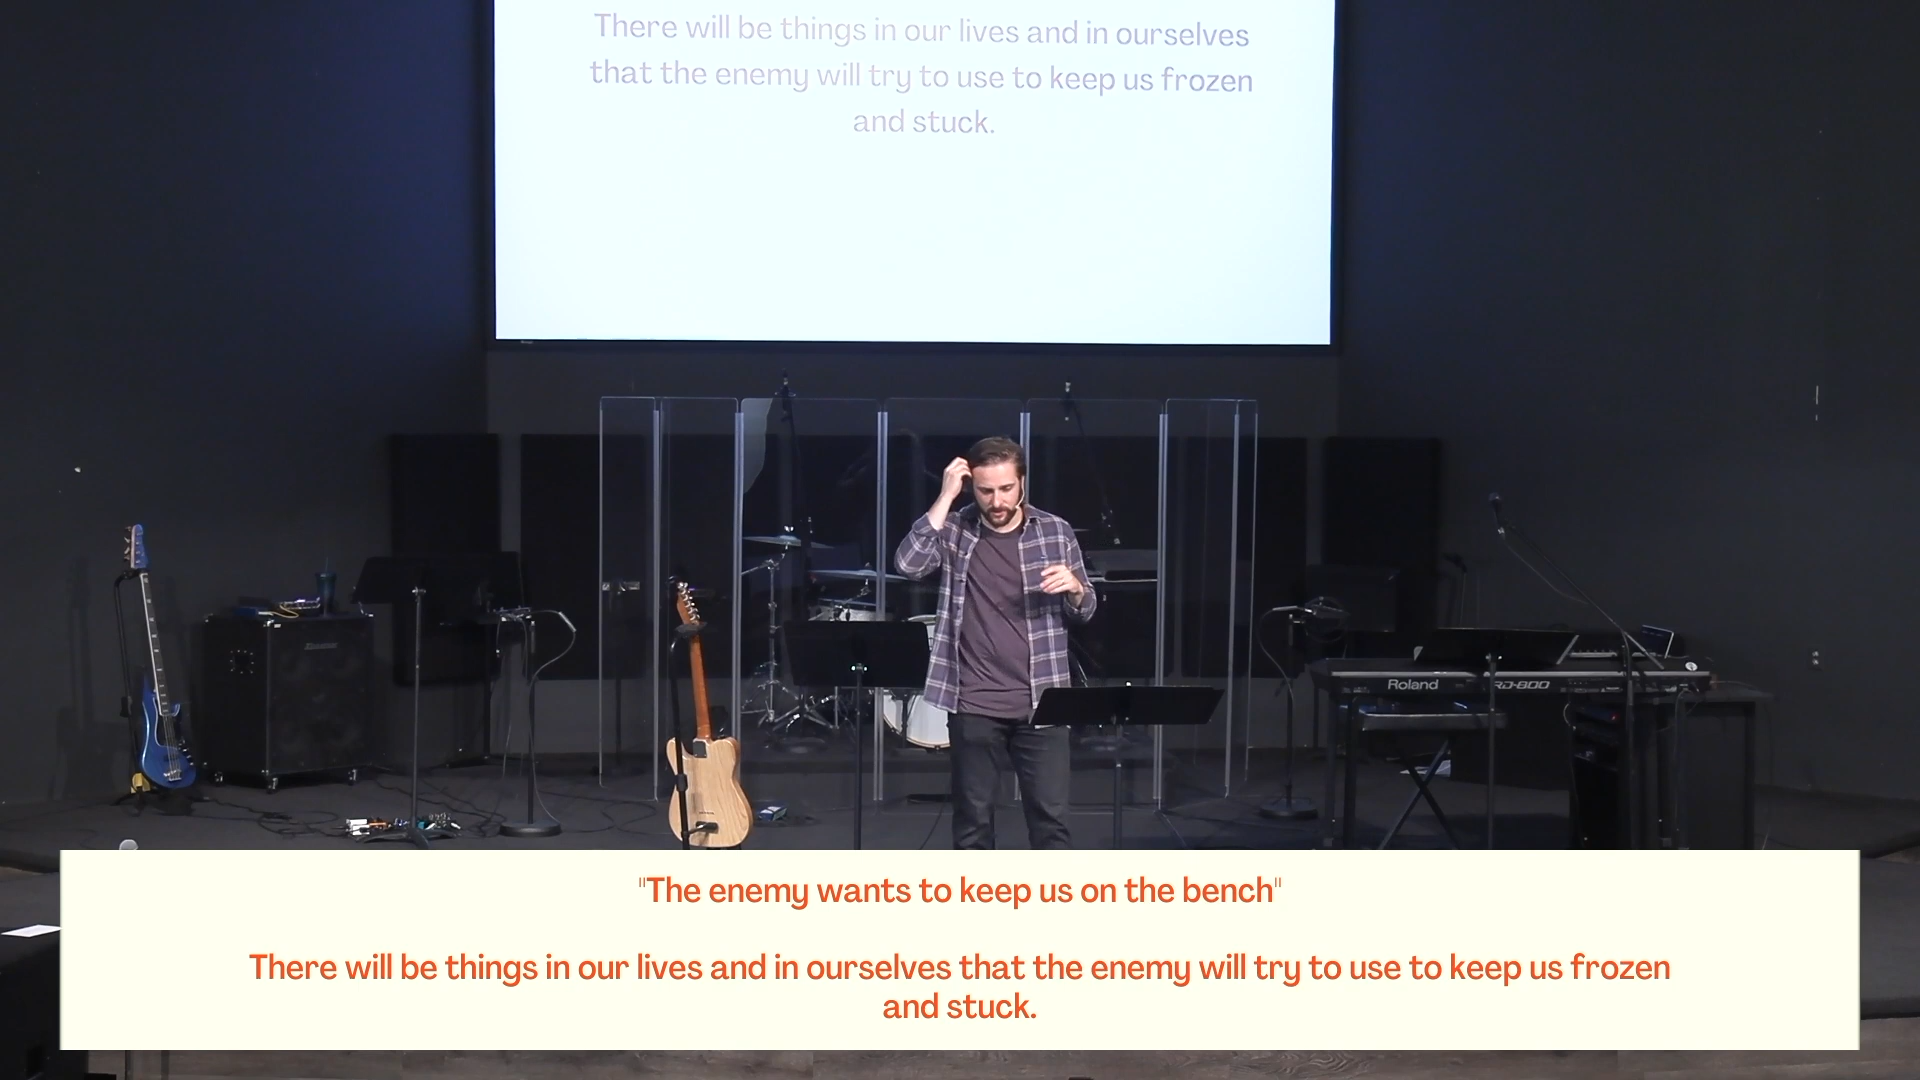 There will be things in our lives and in ourselves
that the enemy will try to use to keep us frozen
and stuck.
Roland
RD-800
"The enemy wants to keep us on the bench"
There will be things in our lives and in ourselves that the enemy will try to use to keep us frozen
and stuck.